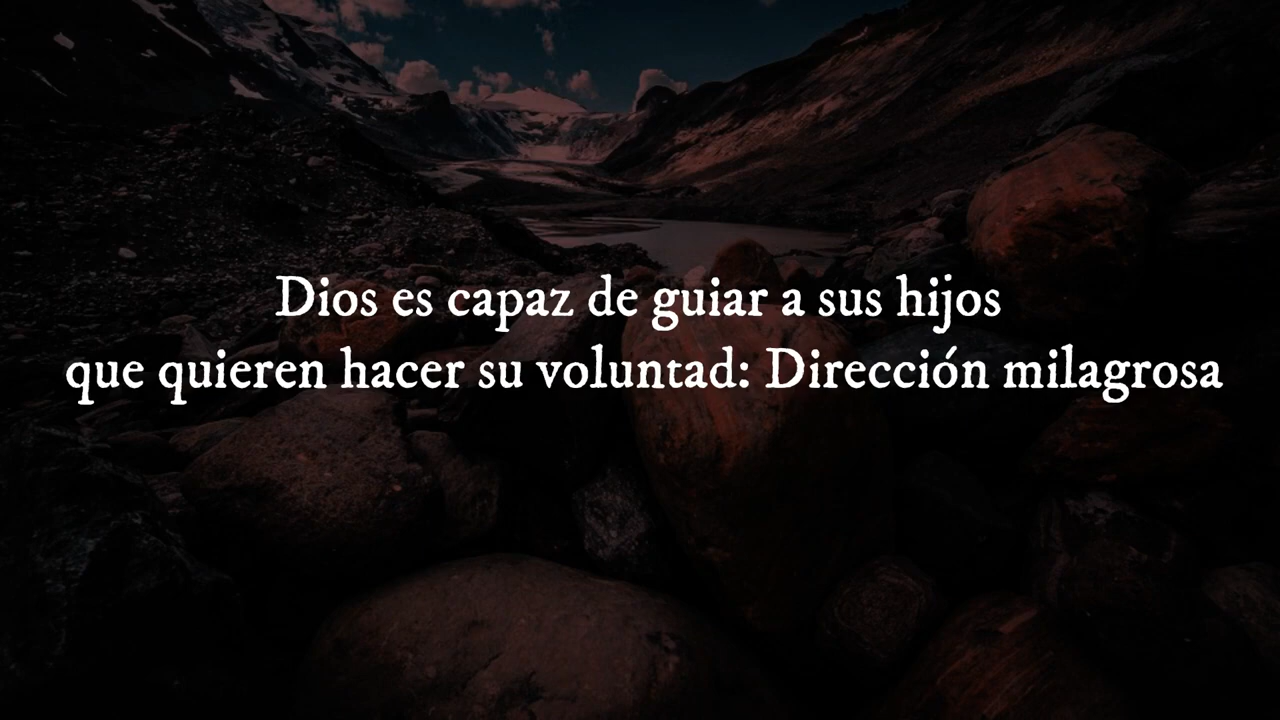 Dios es capaz de guiar a sus hijos
que quieren hacer su voluntad: Dirección milagrosa